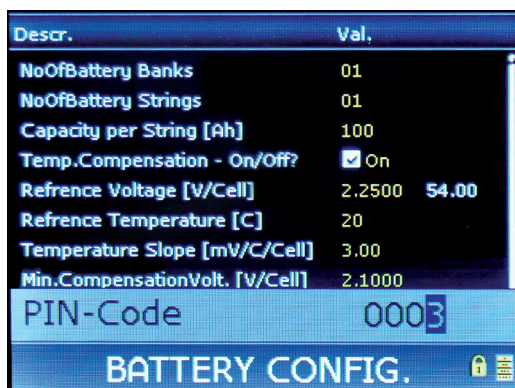 Descr. Val.
NoOfBattery Banks 01
NoOfBattery Strings 01
Capacity per String [Ah] 100
Temp.Compensation - On/Off? On
Refrence Voltage [V/Cell] 2.2500 54.00
Refrence Temperature [C] 20
Temperature Slope [mV/C/Cell] 3.00
Min.CompensationVolt. [V/Cell] 2.1000
PIN-Code 0003
BATTERY CONFIG.